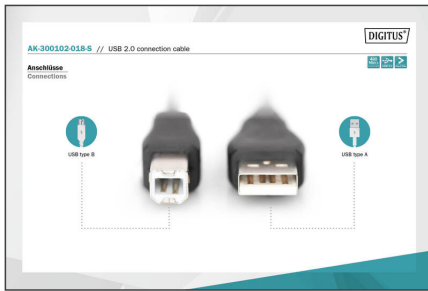 DIGITUS®
AK-300102-018-S // USB 2.0 connection cable
Anschlüsse
Connections
USB type B
USB type A